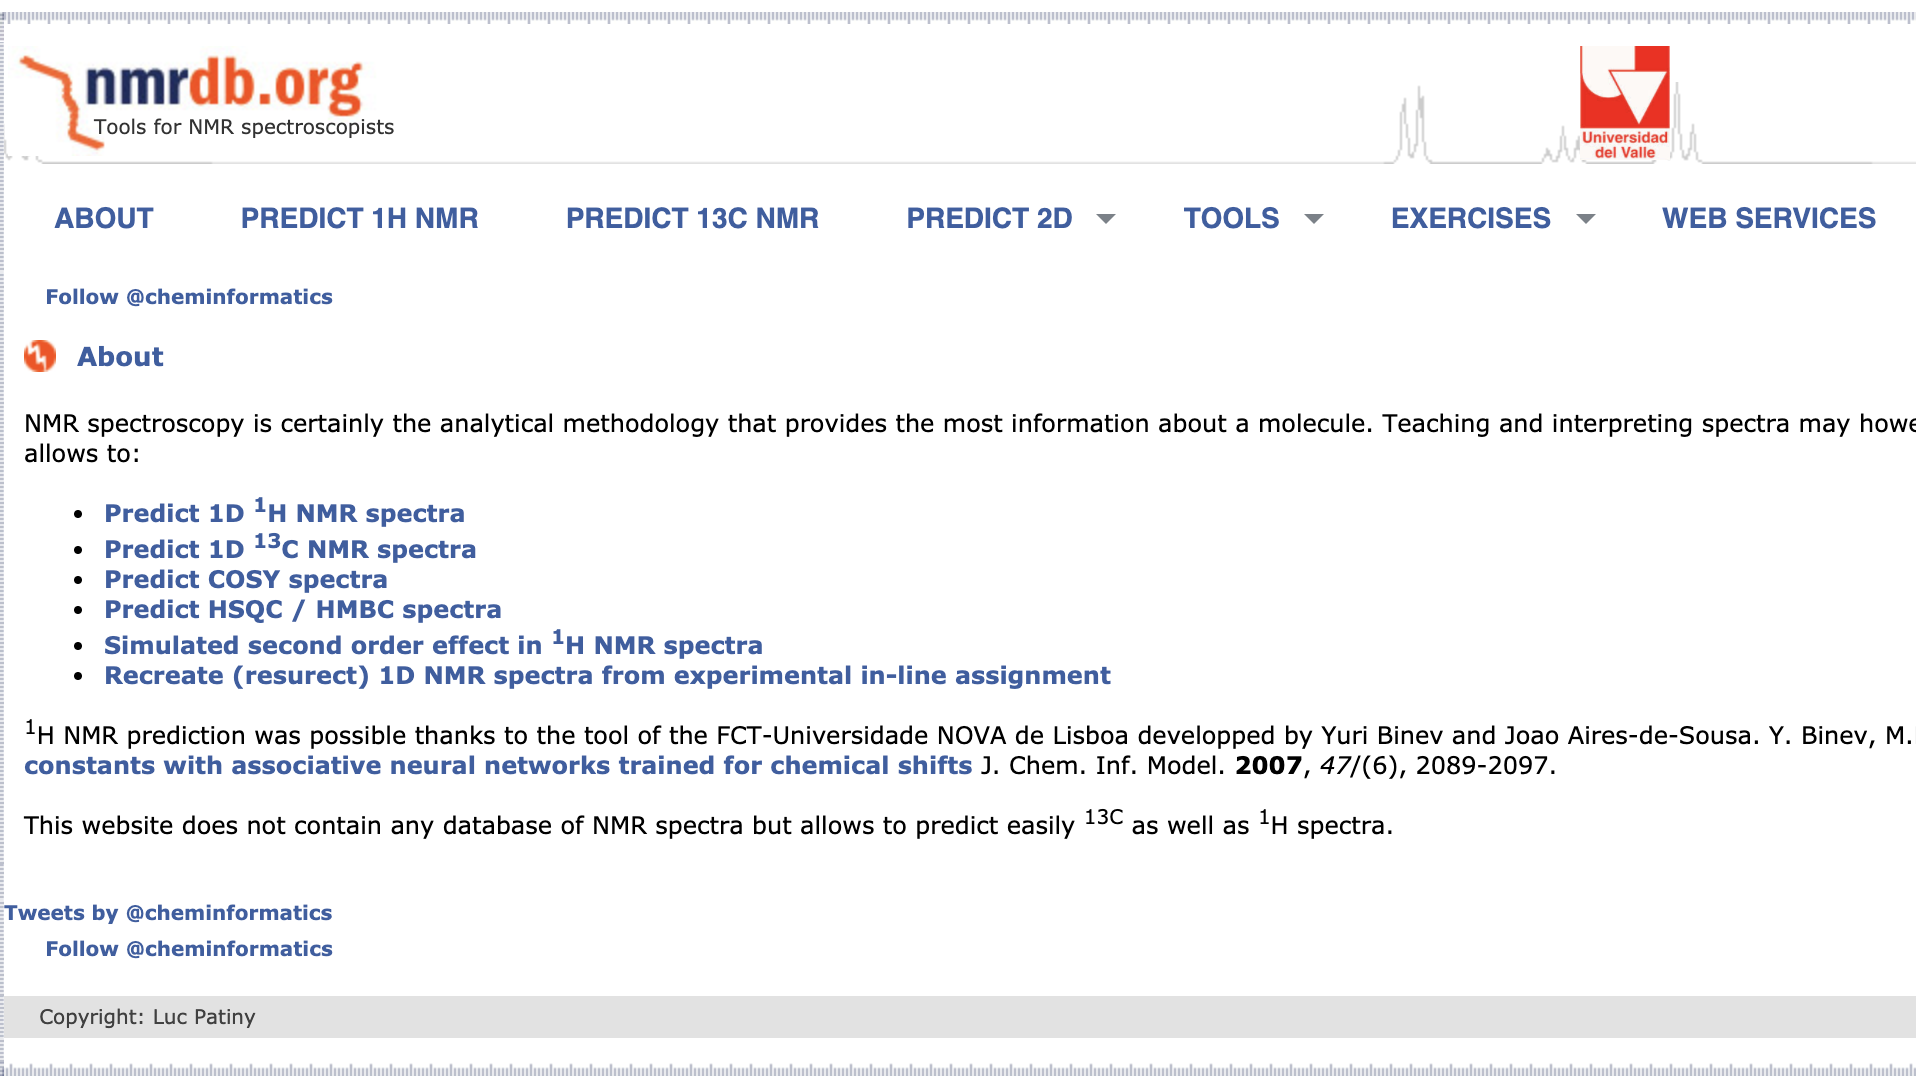 nmrdb.org
Tools for NMR spectroscopists
Universidad
del Valle
ABOUT PREDICT 1H NMR PREDICT 13C NMR PREDICT 2D TOOLS EXERCISES WEB SERVICES
Follow @cheminformatics
About
NMR spectroscopy is certainly the analytical methodology that provides the most information about a molecule. Teaching and interpreting spectra may howe
allows to:
• Predict 1D ¹H NMR spectra
• Predict 1D ¹³C NMR spectra
• Predict COSY spectra
• Predict HSQC / HMBC spectra
• Simulated second order effect in ¹H NMR spectra
• Recreate (resurect) 1D NMR spectra from experimental in-line assignment
¹H NMR prediction was possible thanks to the tool of the FCT-Universidade NOVA de Lisboa developped by Yuri Binev and Joao Aires-de-Sousa. Y. Binev, M.
constants with associative neural networks trained for chemical shifts J. Chem. Inf. Model. 2007, 47/(6), 2089-2097.
This website does not contain any database of NMR spectra but allows to predict easily ¹³C as well as ¹H spectra.
Tweets by @cheminformatics
Follow @cheminformatics
Copyright: Luc Patiny